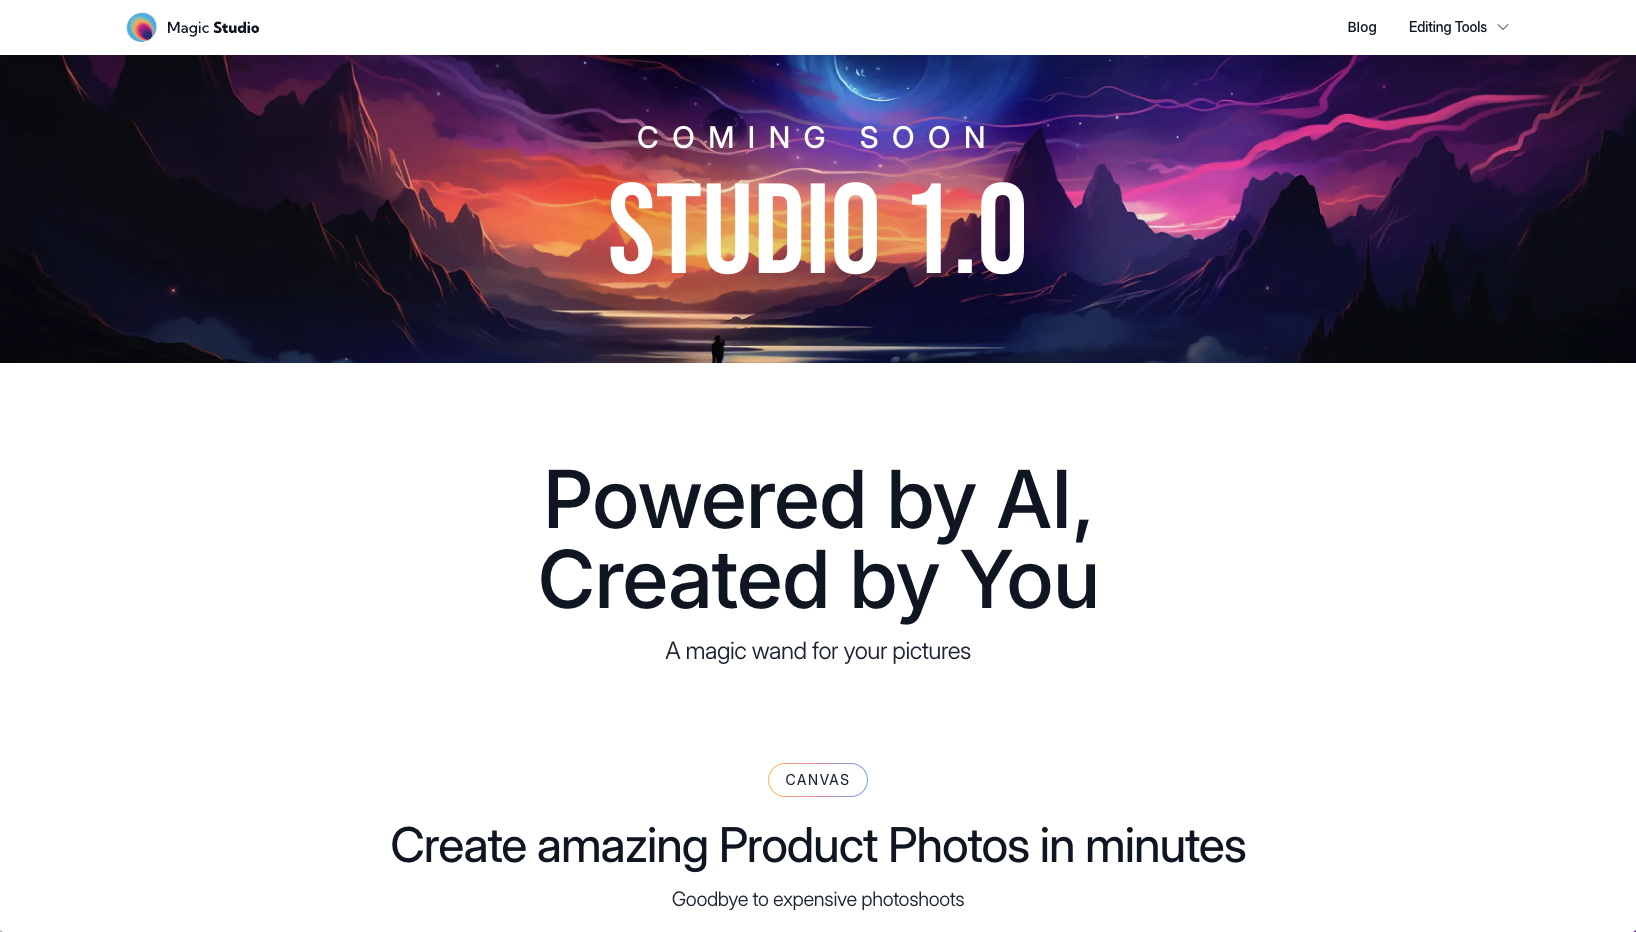 Magic Studio
Blog
Editing Tools
COMING SOON
STUDIO 1.0
Powered by AI,
Created by You
A magic wand for your pictures
CANVAS
Create amazing Product Photos in minutes
Goodbye to expensive photoshoots